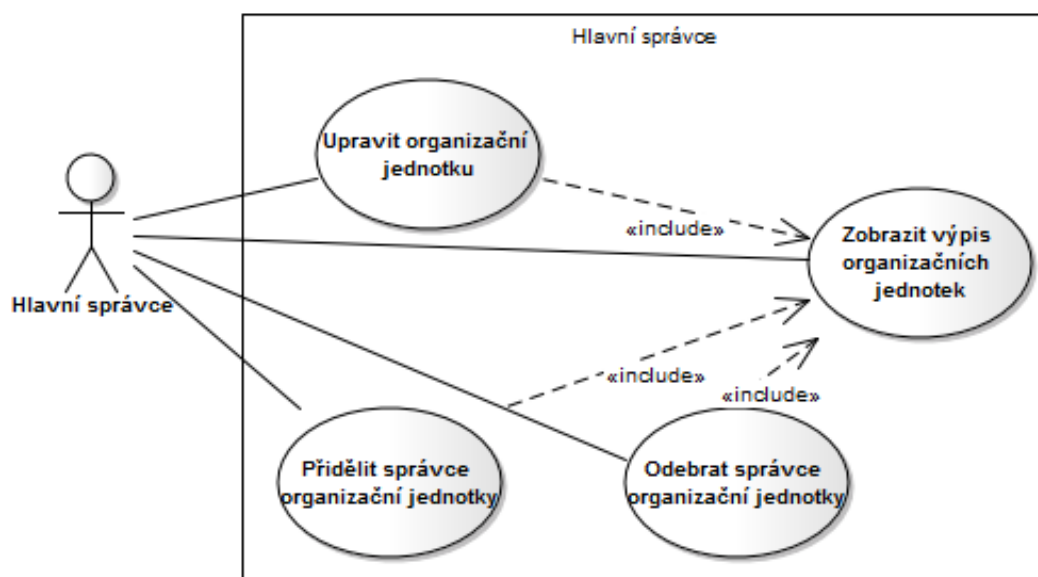 Hlavní správce
Upravit organizační
jednotku
«include»
Zobrazit výpis
organizačních
jednotek
Hlavní správce
«include»
«include»
Přidělit správce
organizační jednotky
Odebrat správce
organizační jednotky